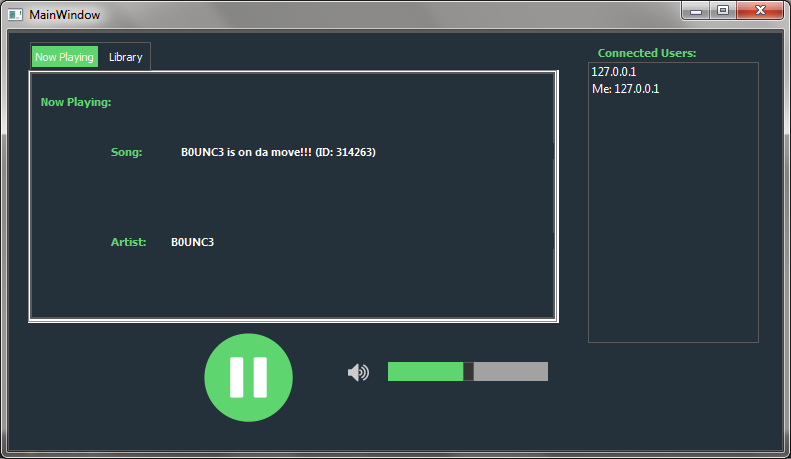 MainWindow
Now Playing
Library
Now Playing:
Song: B0UNC3 is on da move!!! (ID: 314263)
Artist: B0UNC3
Connected Users:
127.0.0.1
Me: 127.0.0.1